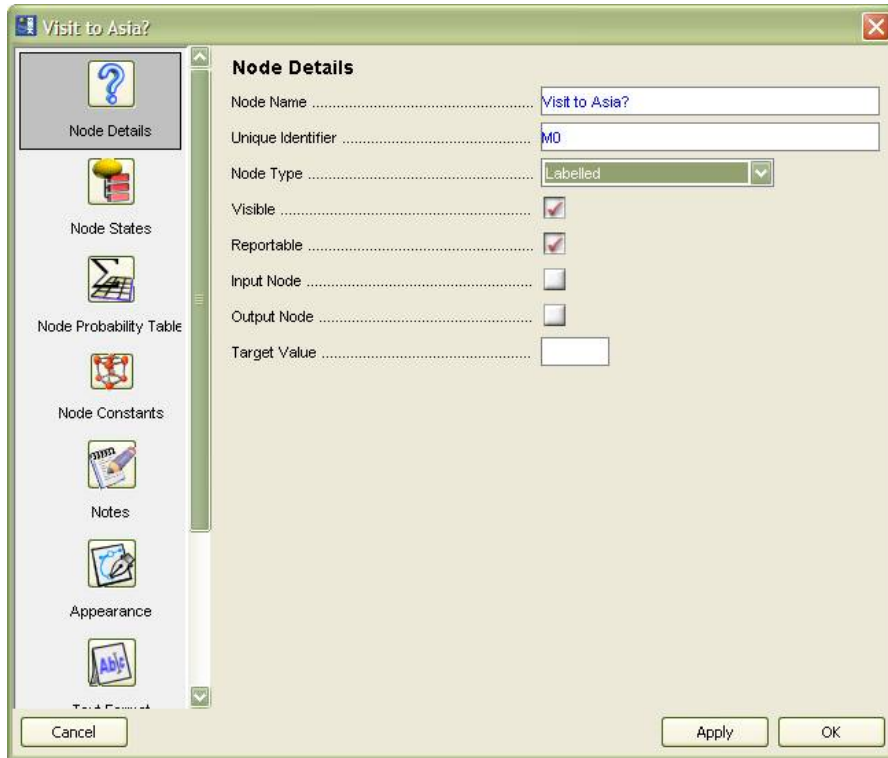 Visit to Asia?
Node Details
Node States
Node Probability Table
Node Constants
Notes
Appearance
Text Format
Node Details
Node Name ........ Visit to Asia?
Unique Identifier ........ M0
Node Type ........ Labelled
Visible ........
Reportable ........
Input Node ........
Output Node ........
Target Value ........
Cancel
Apply
OK